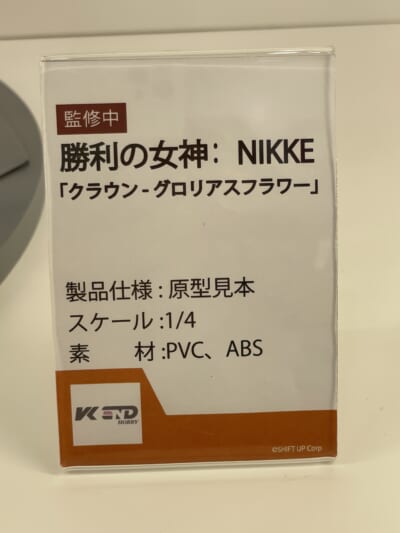 監修中
勝利の女神： NIKKE
「クラウン - グロリアスフラワー」
製品仕様 : 原型見本
スケール :1/4
素　　材 :PVC、ABS
HOBBY
©SHIFT UP Corp